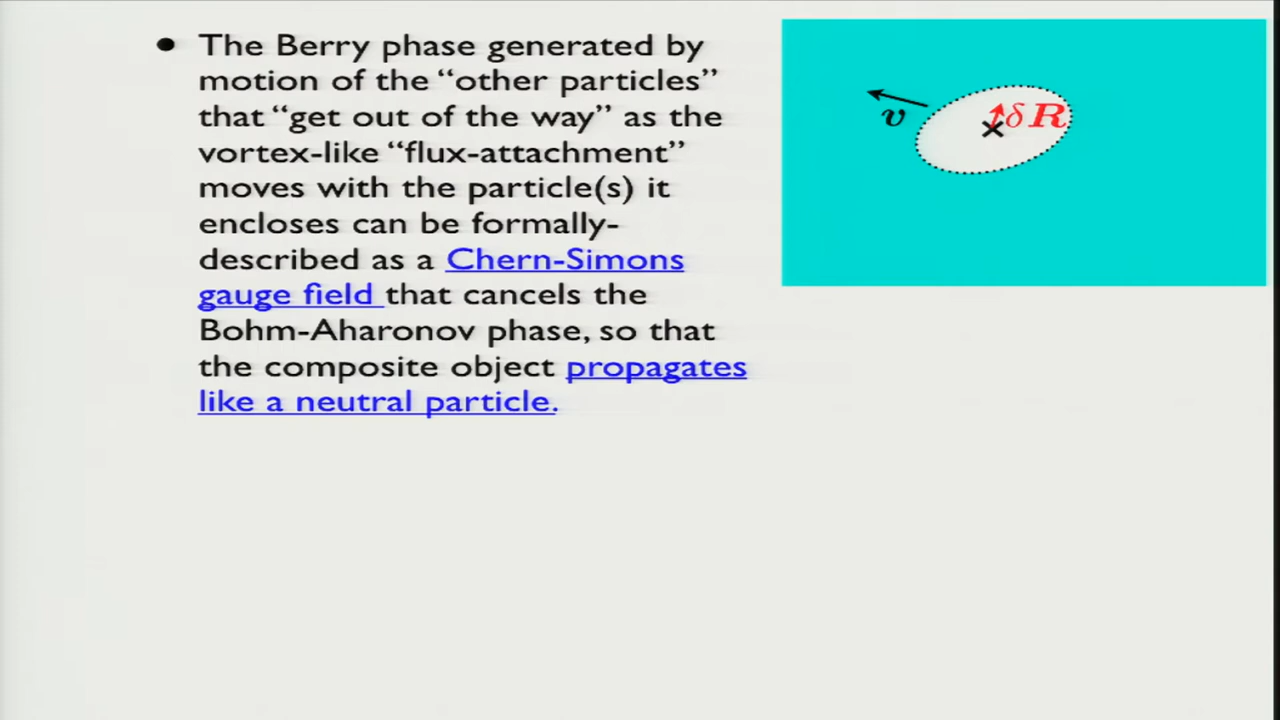 • The Berry phase generated by
motion of the “other particles”
that “get out of the way” as the
vortex-like “flux-attachment”
moves with the particle(s) it
encloses can be formally-
described as a Chern-Simons
gauge field that cancels the
Bohm-Aharonov phase, so that
the composite object propagates
like a neutral particle.
v
δR